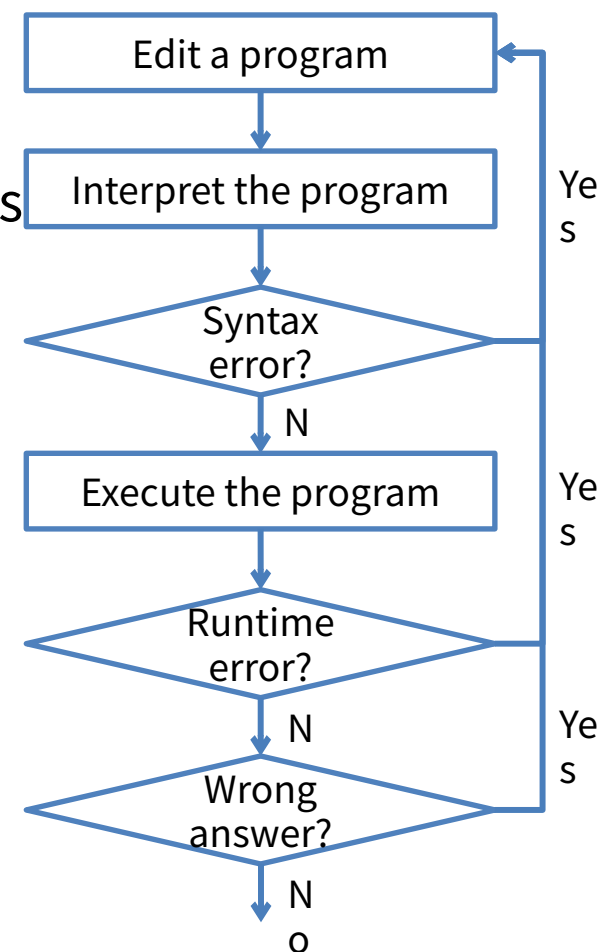 Edit a program
s
Interpret the program
Ye
s
Syntax
error?
N
Execute the program
Ye
s
Runtime
error?
N
Ye
s
Wrong
answer?
N
o